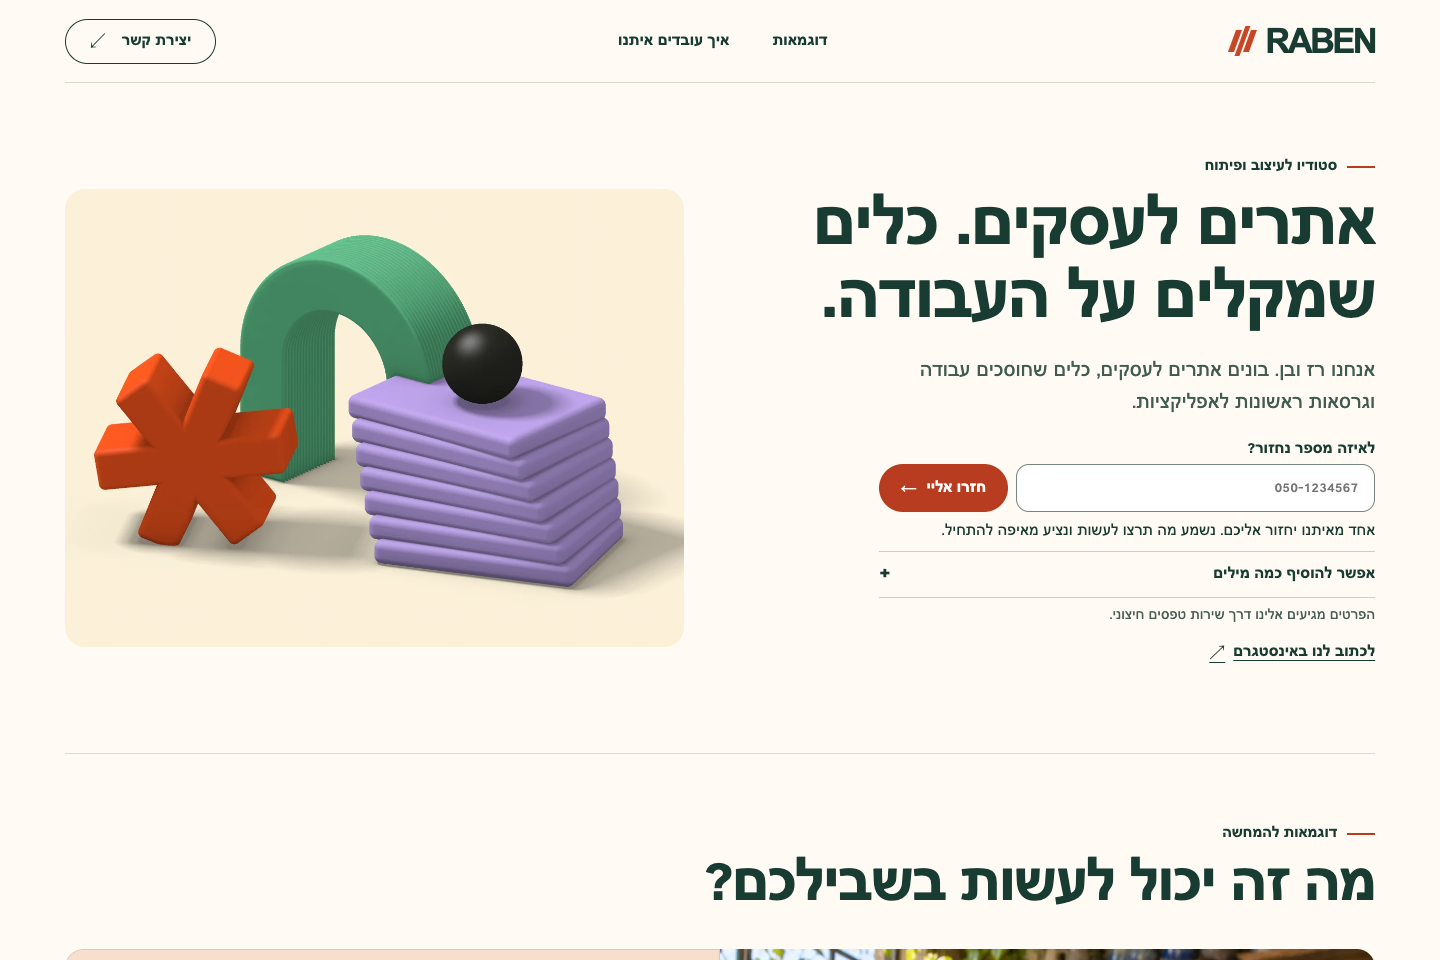 RABEN
דוגמאות
איך עובדים איתנו
יצירת קשר
סטודיו לעיצוב ופיתוח
אתרים לעסקים. כלים
שמקלים על העבודה.
אנחנו רז ובן. בונים אתרים לעסקים, כלים שחוסכים עבודה
וגרסאות ראשונות לאפליקציות.
לאיזה מספר נחזור?
050-1234567
חזרו אליי ←
אחד מאיתנו יחזור אליכם. נשמע מה תרצו לעשות ונציע מאיפה להתחיל.
אפשר להוסיף כמה מילים +
הפרטים מגיעים אלינו דרך שירות טפסים חיצוני.
לכתוב לנו באינסטגרם
דוגמאות להמחשה
מה זה יכול לעשות בשבילכם?